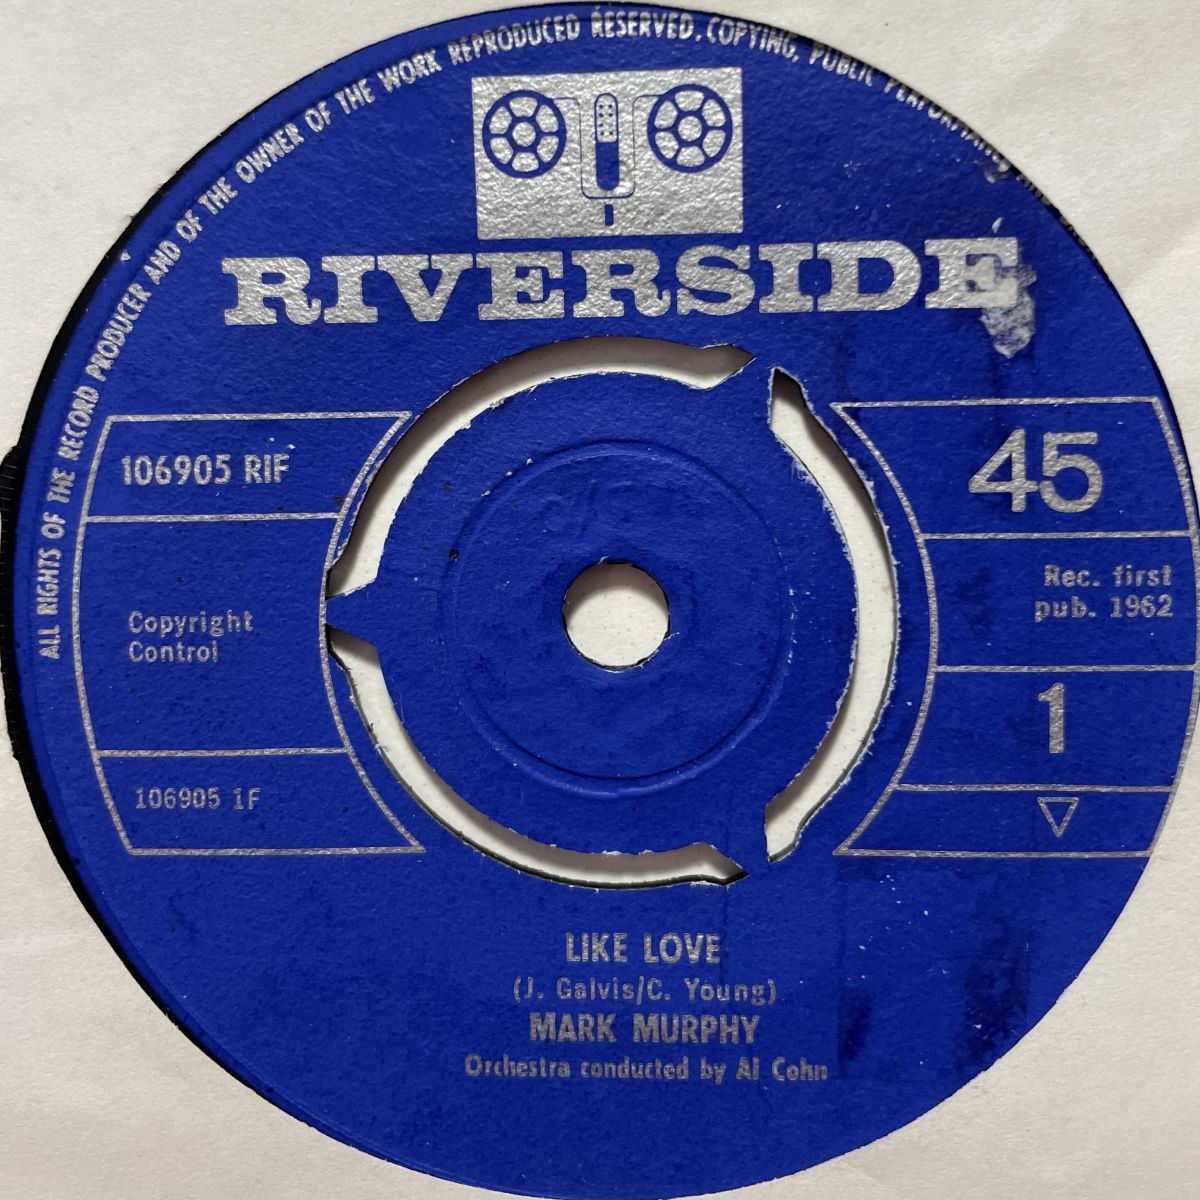 ALL RIGHTS OF THE RECORD PRODUCER AND OF THE OWNER OF THE WORK REPRODUCED RESERVED. COPYING, PUBLIC
RIVERSIDE
106905 RIF
45
Copyright
Control
Rec. first
pub. 1962
106905 1F
1
LIKE LOVE
(J. Galvis/C. Young)
MARK MURPHY
Orchestra conducted by Al Cohn